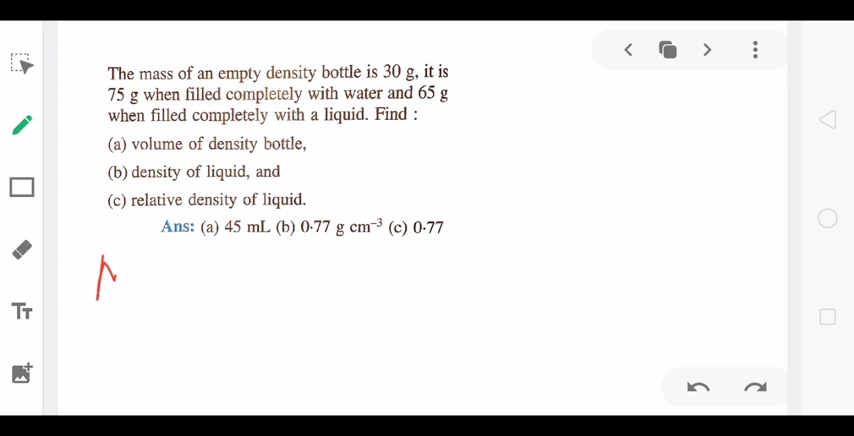 The mass of an empty density bottle is 30 g, it is
75 g when filled completely with water and 65 g
when filled completely with a liquid. Find :
(a) volume of density bottle,
(b) density of liquid, and
(c) relative density of liquid.
Ans: (a) 45 mL (b) 0·77 g cm⁻³ (c) 0·77
Tт